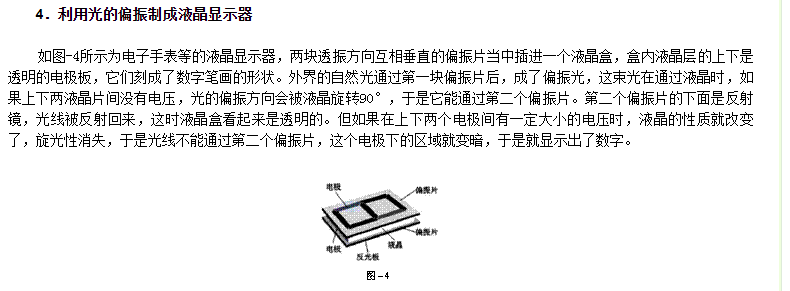 4．利用光的偏振制成液晶显示器
如图-4所示为电子手表等的液晶显示器，两块透振方向互相垂直的偏振片当中插进一个液晶盒，盒内液晶层的上下是
透明的电极板，它们刻成了数字笔画的形状。外界的自然光通过第一块偏振片后，成了偏振光，这束光在通过液晶时，如
果上下两液晶片间没有电压，光的偏振方向会被液晶旋转90°，于是它能通过第二个偏振片。第二个偏振片的下面是反射
镜，光线被反射回来，这时液晶盒看起来是透明的。但如果在上下两个电极间有一定大小的电压时，液晶的性质就改变
了，旋光性消失，于是光线不能通过第二个偏振片，这个电极下的区域就变暗，于是就显示出了数字。
电极
偏振片
偏振片
液晶
电极
反光板
图-4